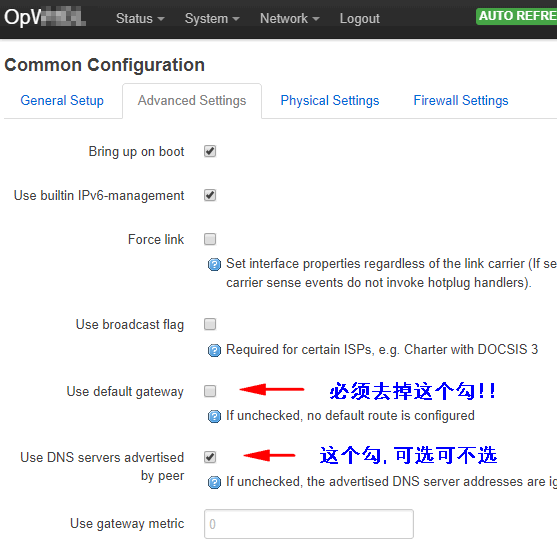 Status System Network Logout AUTO REFRE
Common Configuration
General Setup Advanced Settings Physical Settings Firewall Settings
Bring up on boot
Use builtin IPv6-management
Force link
Set interface properties regardless of the link carrier (If se
carrier sense events do not invoke hotplug handlers).
Use broadcast flag
Required for certain ISPs, e.g. Charter with DOCSIS 3
Use default gateway 必须去掉这个勾!!
If unchecked, no default route is configured
Use DNS servers advertised 这个勾, 可选可不选
by peer
If unchecked, the advertised DNS server addresses are ig
Use gateway metric 0